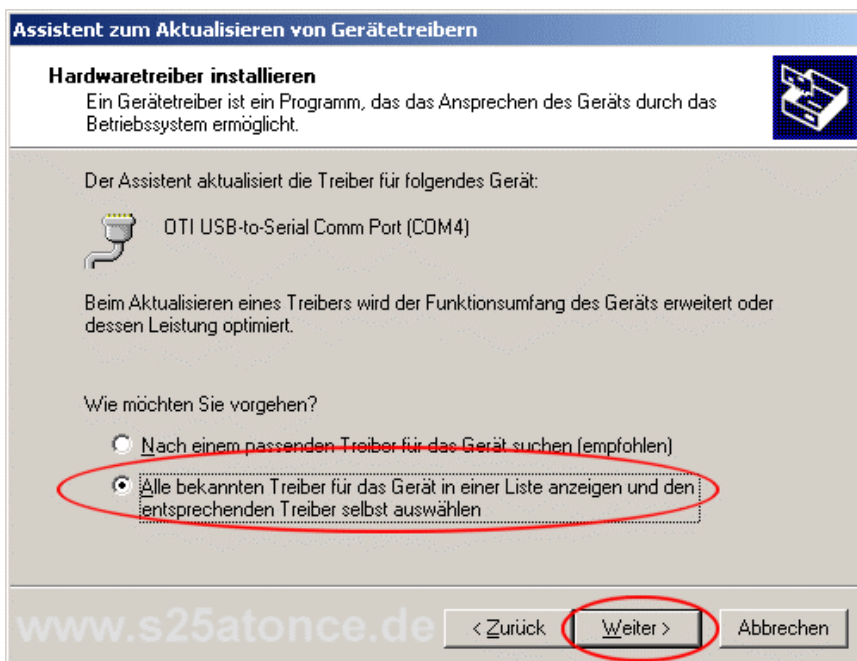 Assistent zum Aktualisieren von Gerätetreibern
Hardwaretreiber installieren
Ein Gerätetreiber ist ein Programm, das das Ansprechen des Geräts durch das
Betriebssystem ermöglicht.
Der Assistent aktualisiert die Treiber für folgendes Gerät:
OTI USB-to-Serial Comm Port (COM4)
Beim Aktualisieren eines Treibers wird der Funktionsumfang des Geräts erweitert oder
dessen Leistung optimiert.
Wie möchten Sie vorgehen?
Nach einem passenden Treiber für das Gerät suchen (empfohlen)
Alle bekannten Treiber für das Gerät in einer Liste anzeigen und den
entsprechenden Treiber selbst auswählen
www.s25atonce.de
< Zurück
Weiter >
Abbrechen